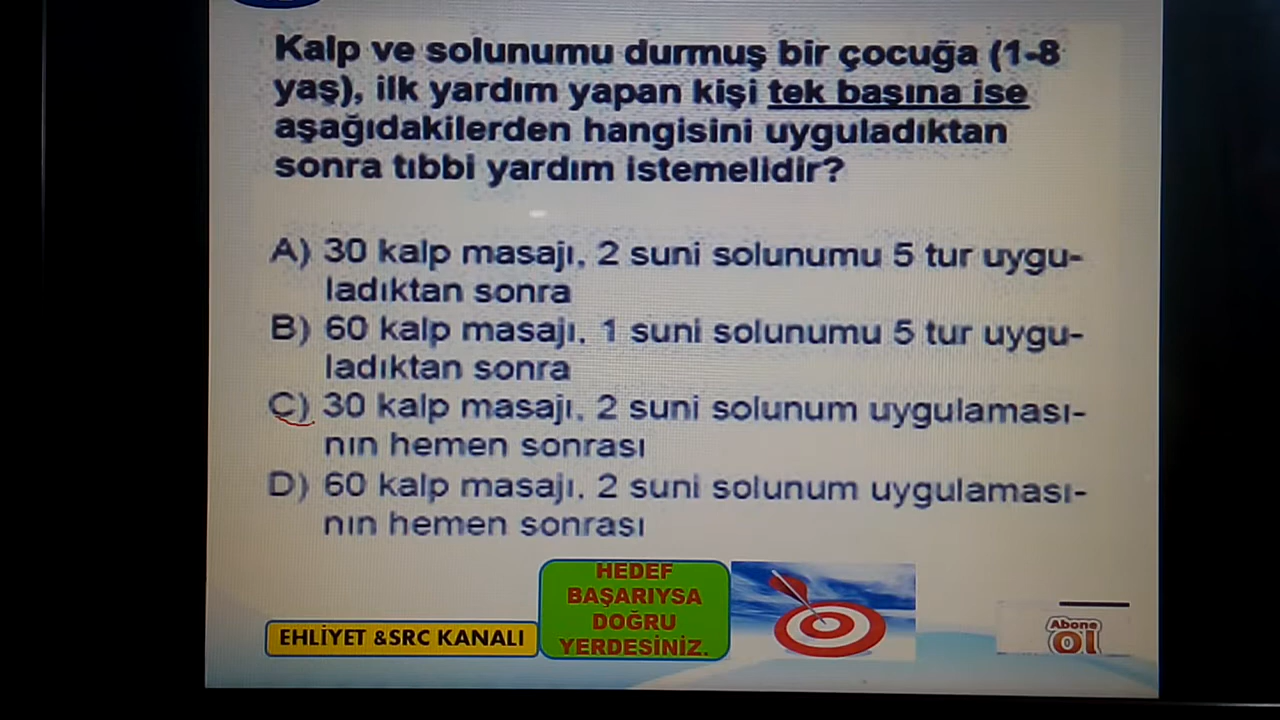 Kalp ve solunumu durmuş bir çocuğa (1-8
yaş), ilk yardım yapan kişi tek başına ise
aşağıdakilerden hangisini uyguladıktan
sonra tıbbi yardım istemelidir?
A) 30 kalp masajı, 2 suni solunumu 5 tur uygu-
ladıktan sonra
B) 60 kalp masajı, 1 suni solunumu 5 tur uygu-
ladıktan sonra
C) 30 kalp masajı, 2 suni solunum uygulaması-
nın hemen sonrası
D) 60 kalp masajı, 2 suni solunum uygulaması-
nın hemen sonrası
HEDEF
BAŞARIYSA
DOĞRU
YERDESİNİZ.
EHLİYET &SRC KANALI
Abone
Ol